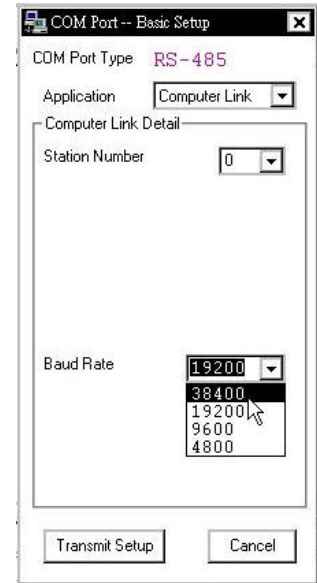 COM Port -- Basic Setup
COM Port Type RS-485
Application Computer Link
Computer Link Detail
Station Number 0
Baud Rate 19200
38400
19200
9600
4800
Transmit Setup Cancel